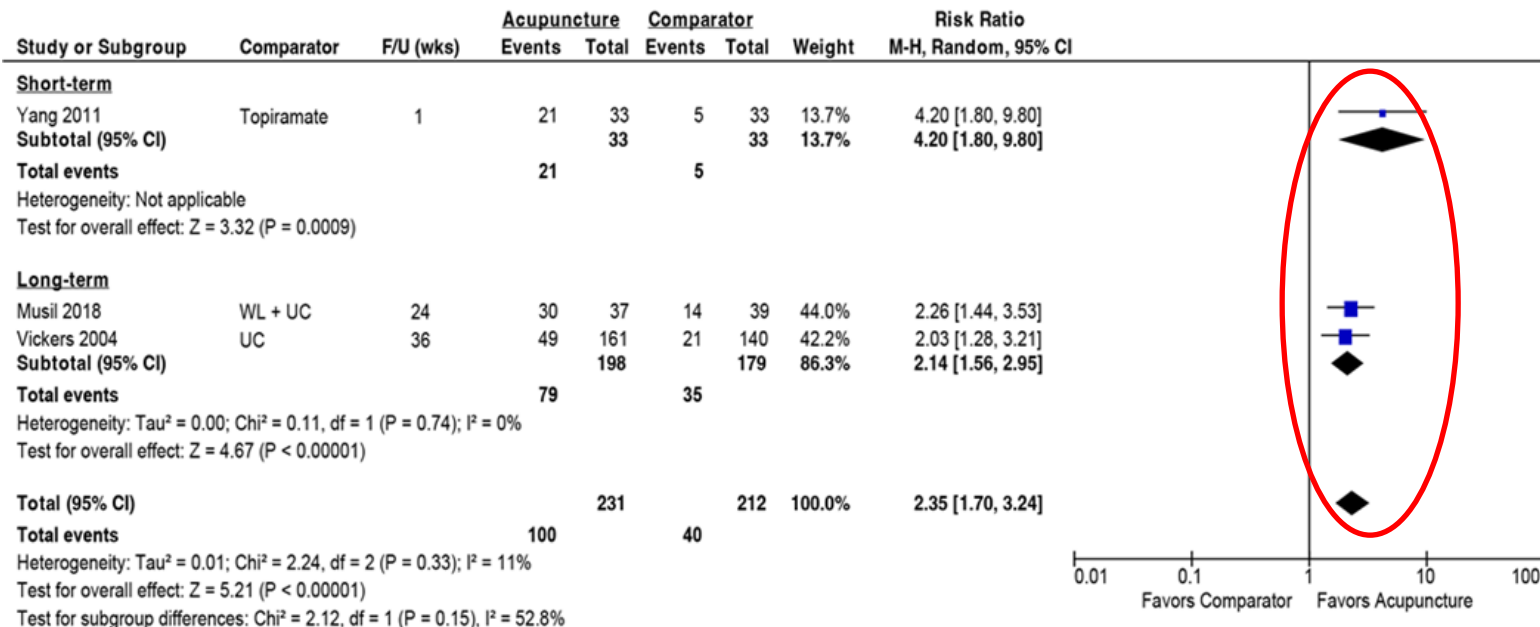 Acupuncture Comparator Risk Ratio
Study or Subgroup Comparator F/U (wks) Events Total Events Total Weight M-H, Random, 95% CI
Short-term
Yang 2011 Topiramate 1 21 33 5 33 13.7% 4.20 [1.80, 9.80]
Subtotal (95% CI) 33 33 13.7% 4.20 [1.80, 9.80]
Total events 21 5
Heterogeneity: Not applicable
Test for overall effect: Z = 3.32 (P = 0.0009)
Long-term
Musil 2018 WL + UC 24 30 37 14 39 44.0% 2.26 [1.44, 3.53]
Vickers 2004 UC 36 49 161 21 140 42.2% 2.03 [1.28, 3.21]
Subtotal (95% CI) 198 179 86.3% 2.14 [1.56, 2.95]
Total events 79 35
Heterogeneity: Tau² = 0.00; Chi² = 0.11, df = 1 (P = 0.74); I² = 0%
Test for overall effect: Z = 4.67 (P < 0.00001)
Total (95% CI) 231 212 100.0% 2.35 [1.70, 3.24]
Total events 100 40
Heterogeneity: Tau² = 0.01; Chi² = 2.24, df = 2 (P = 0.33); I² = 11%
Test for overall effect: Z = 5.21 (P < 0.00001)
Test for subgroup differences: Chi² = 2.12, df = 1 (P = 0.15), I² = 52.8%
0.01 0.1 1 10 100
Favors Comparator Favors Acupuncture